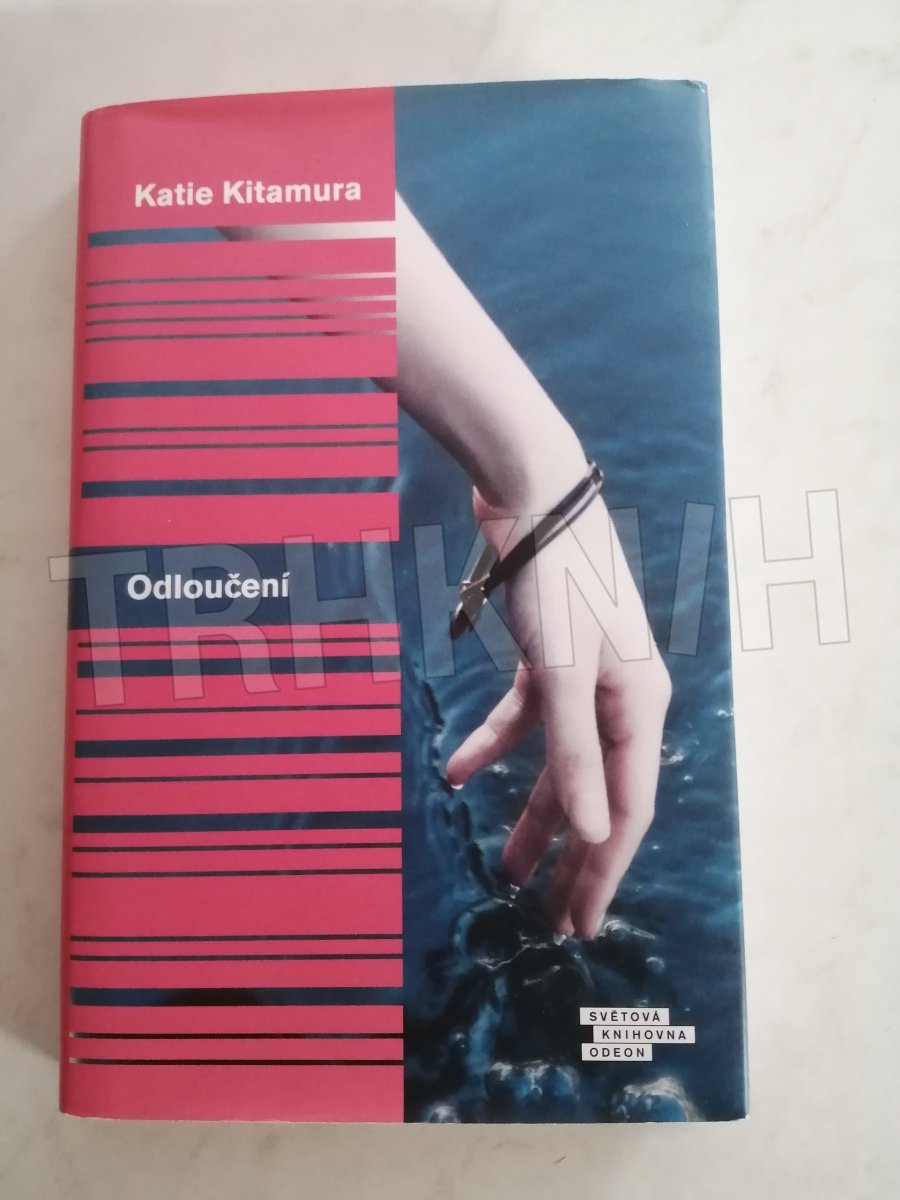 Katie Kitamura
Odloučení
TRHKNIH
SVĚTOVÁ
KNIHOVNA
ODEON